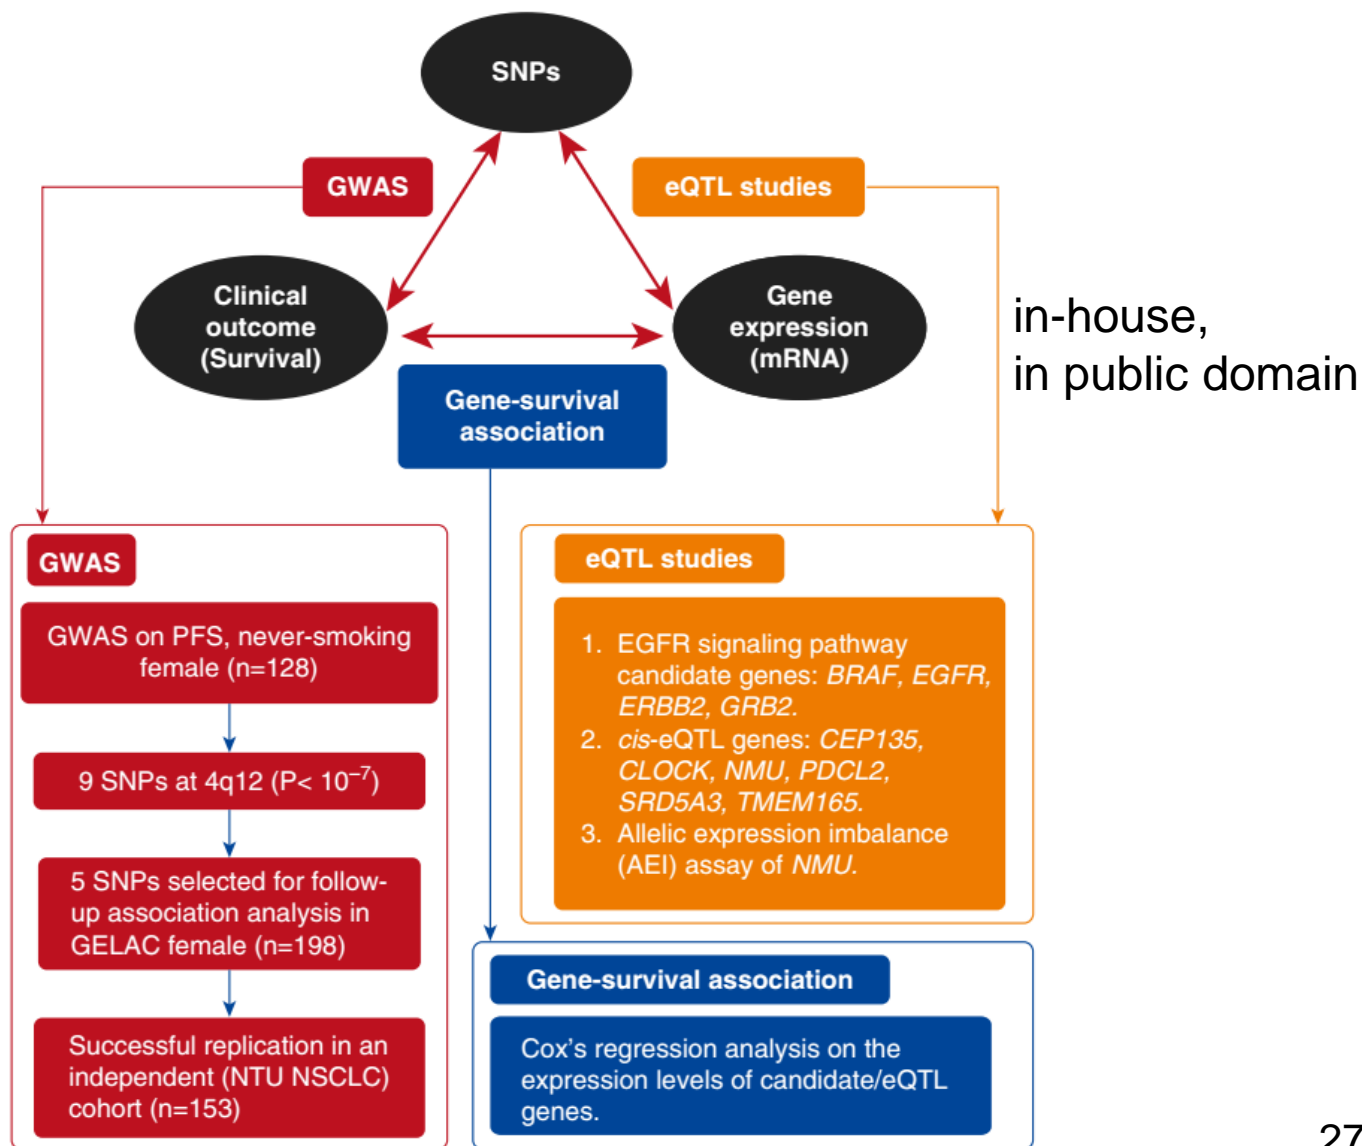 SNPs
GWAS
eQTL studies
Clinical
outcome
(Survival)
Gene
expression
(mRNA)
in-house,
in public domain
Gene-survival
association
GWAS
GWAS on PFS, never-smoking
female (n=128)
9 SNPs at 4q12 (P< 10⁻⁷)
5 SNPs selected for follow-
up association analysis in
GELAC female (n=198)
Successful replication in an
independent (NTU NSCLC)
cohort (n=153)
eQTL studies
1. EGFR signaling pathway
candidate genes: BRAF, EGFR,
ERBB2, GRB2.
2. cis-eQTL genes: CEP135,
CLOCK, NMU, PDCL2,
SRD5A3, TMEM165.
3. Allelic expression imbalance
(AEI) assay of NMU.
Gene-survival association
Cox's regression analysis on the
expression levels of candidate/eQTL
genes.
27